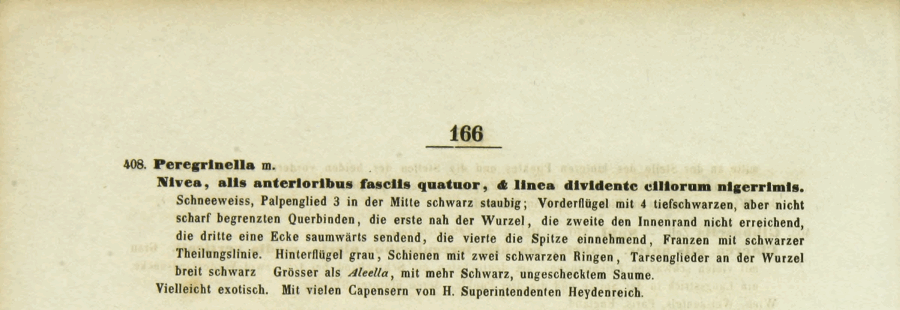 166
408. Peregrinella m.
Nivea, alis anterioribus fasciis quatuor, & linea dividente ciliorum nigerrimis.
Schneeweiss, Palpenglied 3 in der Mitte schwarz staubig; Vorderflügel mit 4 tiefschwarzen, aber nicht
scharf begrenzten Querbinden, die erste nah der Wurzel, die zweite den Innenrand nicht erreichend,
die dritte eine Ecke saumwärts sendend, die vierte die Spitze einnehmend, Franzen mit schwarzer
Theilungslinie. Hinterflügel grau, Schienen mit zwei schwarzen Ringen, Tarsenglieder an der Wurzel
breit schwarz Grösser als Aleella, mit mehr Schwarz, ungeschecktem Saume.
Vielleicht exotisch. Mit vielen Capensern von H. Superintendenten Heydenreich.